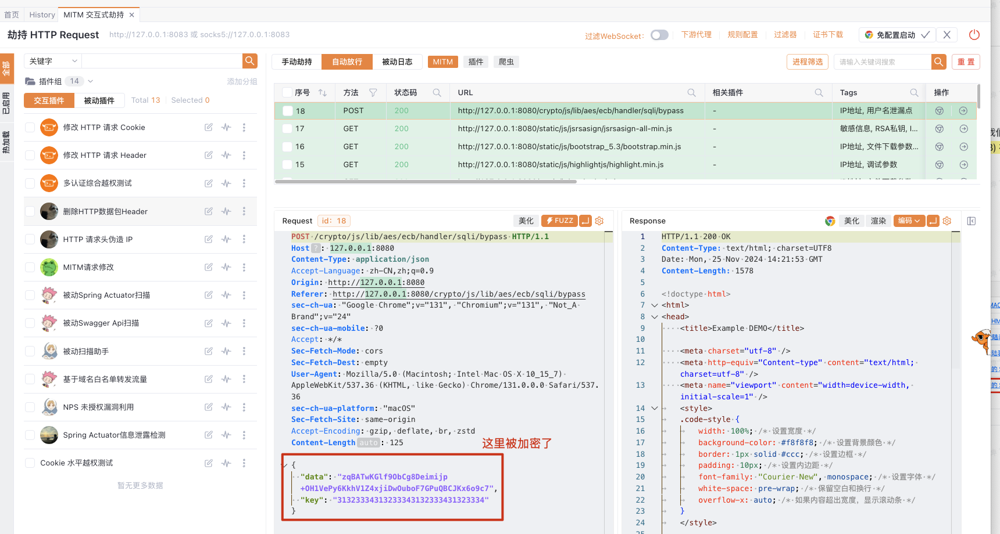 首页 History MITM 交互式劫持 ×
劫持 HTTP Request http://127.0.0.1:8083 或 socks5://127.0.0.1:8083
过滤WebSocket: 下游代理 规则配置 过滤器 证书下载 免配置启动
全部
已启用
热加载
关键字
插件组 14 添加分组
交互插件 被动插件 Total 13 Selected 0
修改 HTTP 请求 Cookie
修改 HTTP 请求 Header
多认证综合越权测试
删除HTTP数据包Header
HTTP 请求头伪造 IP
MITM请求修改
被动Spring Actuator扫描
被动Swagger Api扫描
被动扫描助手
基于域名白名单转发流量
NPS 未授权漏洞利用
Spring Actuator信息泄露检测
Cookie 水平越权测试
暂无更多数据
手动劫持 自动放行 被动日志 MITM 插件 爬虫 进程筛选 请输入关键词搜索 重 置
序号 方法 状态码 URL 相关插件 Tags 操作
18 POST 200 http://127.0.0.1:8080/crypto/js/lib/aes/ecb/handler/sqli/bypass - IP地址, 用户名泄漏点
17 GET 200 http://127.0.0.1:8080/static/js/jsrsasign/jsrsasign-all-min.js - 敏感信息, RSA私钥, I...
16 GET 200 http://127.0.0.1:8080/static/js/bootstrap_5.3/bootstrap.min.js - IP地址, 文件下载参数...
15 GET 200 http://127.0.0.1:8080/static/js/highlightjs/highlight.min.js - IP地址, 调试参数
Request id: 18 美化 FUZZ
POST /crypto/js/lib/aes/ecb/handler/sqli/bypass HTTP/1.1
Host ? : 127.0.0.1:8080
Content-Type: application/json
Accept-Language: zh-CN,zh;q=0.9
Origin: http://127.0.0.1:8080
Referer: http://127.0.0.1:8080/crypto/js/lib/aes/ecb/sqli/bypass
sec-ch-ua: "Google Chrome";v="131", "Chromium";v="131", "Not_A
Brand";v="24"
sec-ch-ua-mobile: ?0
Accept: */*
Sec-Fetch-Mode: cors
Sec-Fetch-Dest: empty
User-Agent: Mozilla/5.0 (Macintosh; Intel Mac OS X 10_15_7)
AppleWebKit/537.36 (KHTML, like Gecko) Chrome/131.0.0.0 Safari/537.
36
sec-ch-ua-platform: "macOS"
Sec-Fetch-Site: same-origin
Accept-Encoding: gzip, deflate, br, zstd
Content-Length auto : 125
这里被加密了
{
"data": "zqBATwKGlf9ObCg8Deimijp
+OH1VePy6KkhV1Z4xjiDwOuboF7GPuQBCJKx6o9c7",
"key": "31323334313233343132333431323334"
}
Response 美化 渲染 编码
1 HTTP/1.1 200 OK
2 Content-Type: text/html; charset=UTF8
3 Date: Mon, 25 Nov 2024 14:21:53 GMT
4 Content-Length: 1578
5
6 <!doctype html>
7 <html>
8 <head>
9 <title>Example DEMO</title>
10
11 <meta charset="utf-8" />
12 <meta http-equiv="Content-type" content="text/html;
charset=utf-8" />
13 <meta name="viewport" content="width=device-width,
initial-scale=1" />
14 <style>
15 .code-style {
16 width: 100%; /* 设置宽度 */
17 background-color: #f8f8f8; /* 设置背景颜色 */
18 border: 1px solid #ccc; /* 设置边框 */
19 padding: 10px; /* 设置内边距 */
20 font-family: "Courier New", monospace; /* 设置字体 */
21 white-space: pre-wrap; /* 保留空白和换行 */
22 overflow-x: auto; /* 如果内容超出宽度，显示滚动条 */
23 }
24 </style>